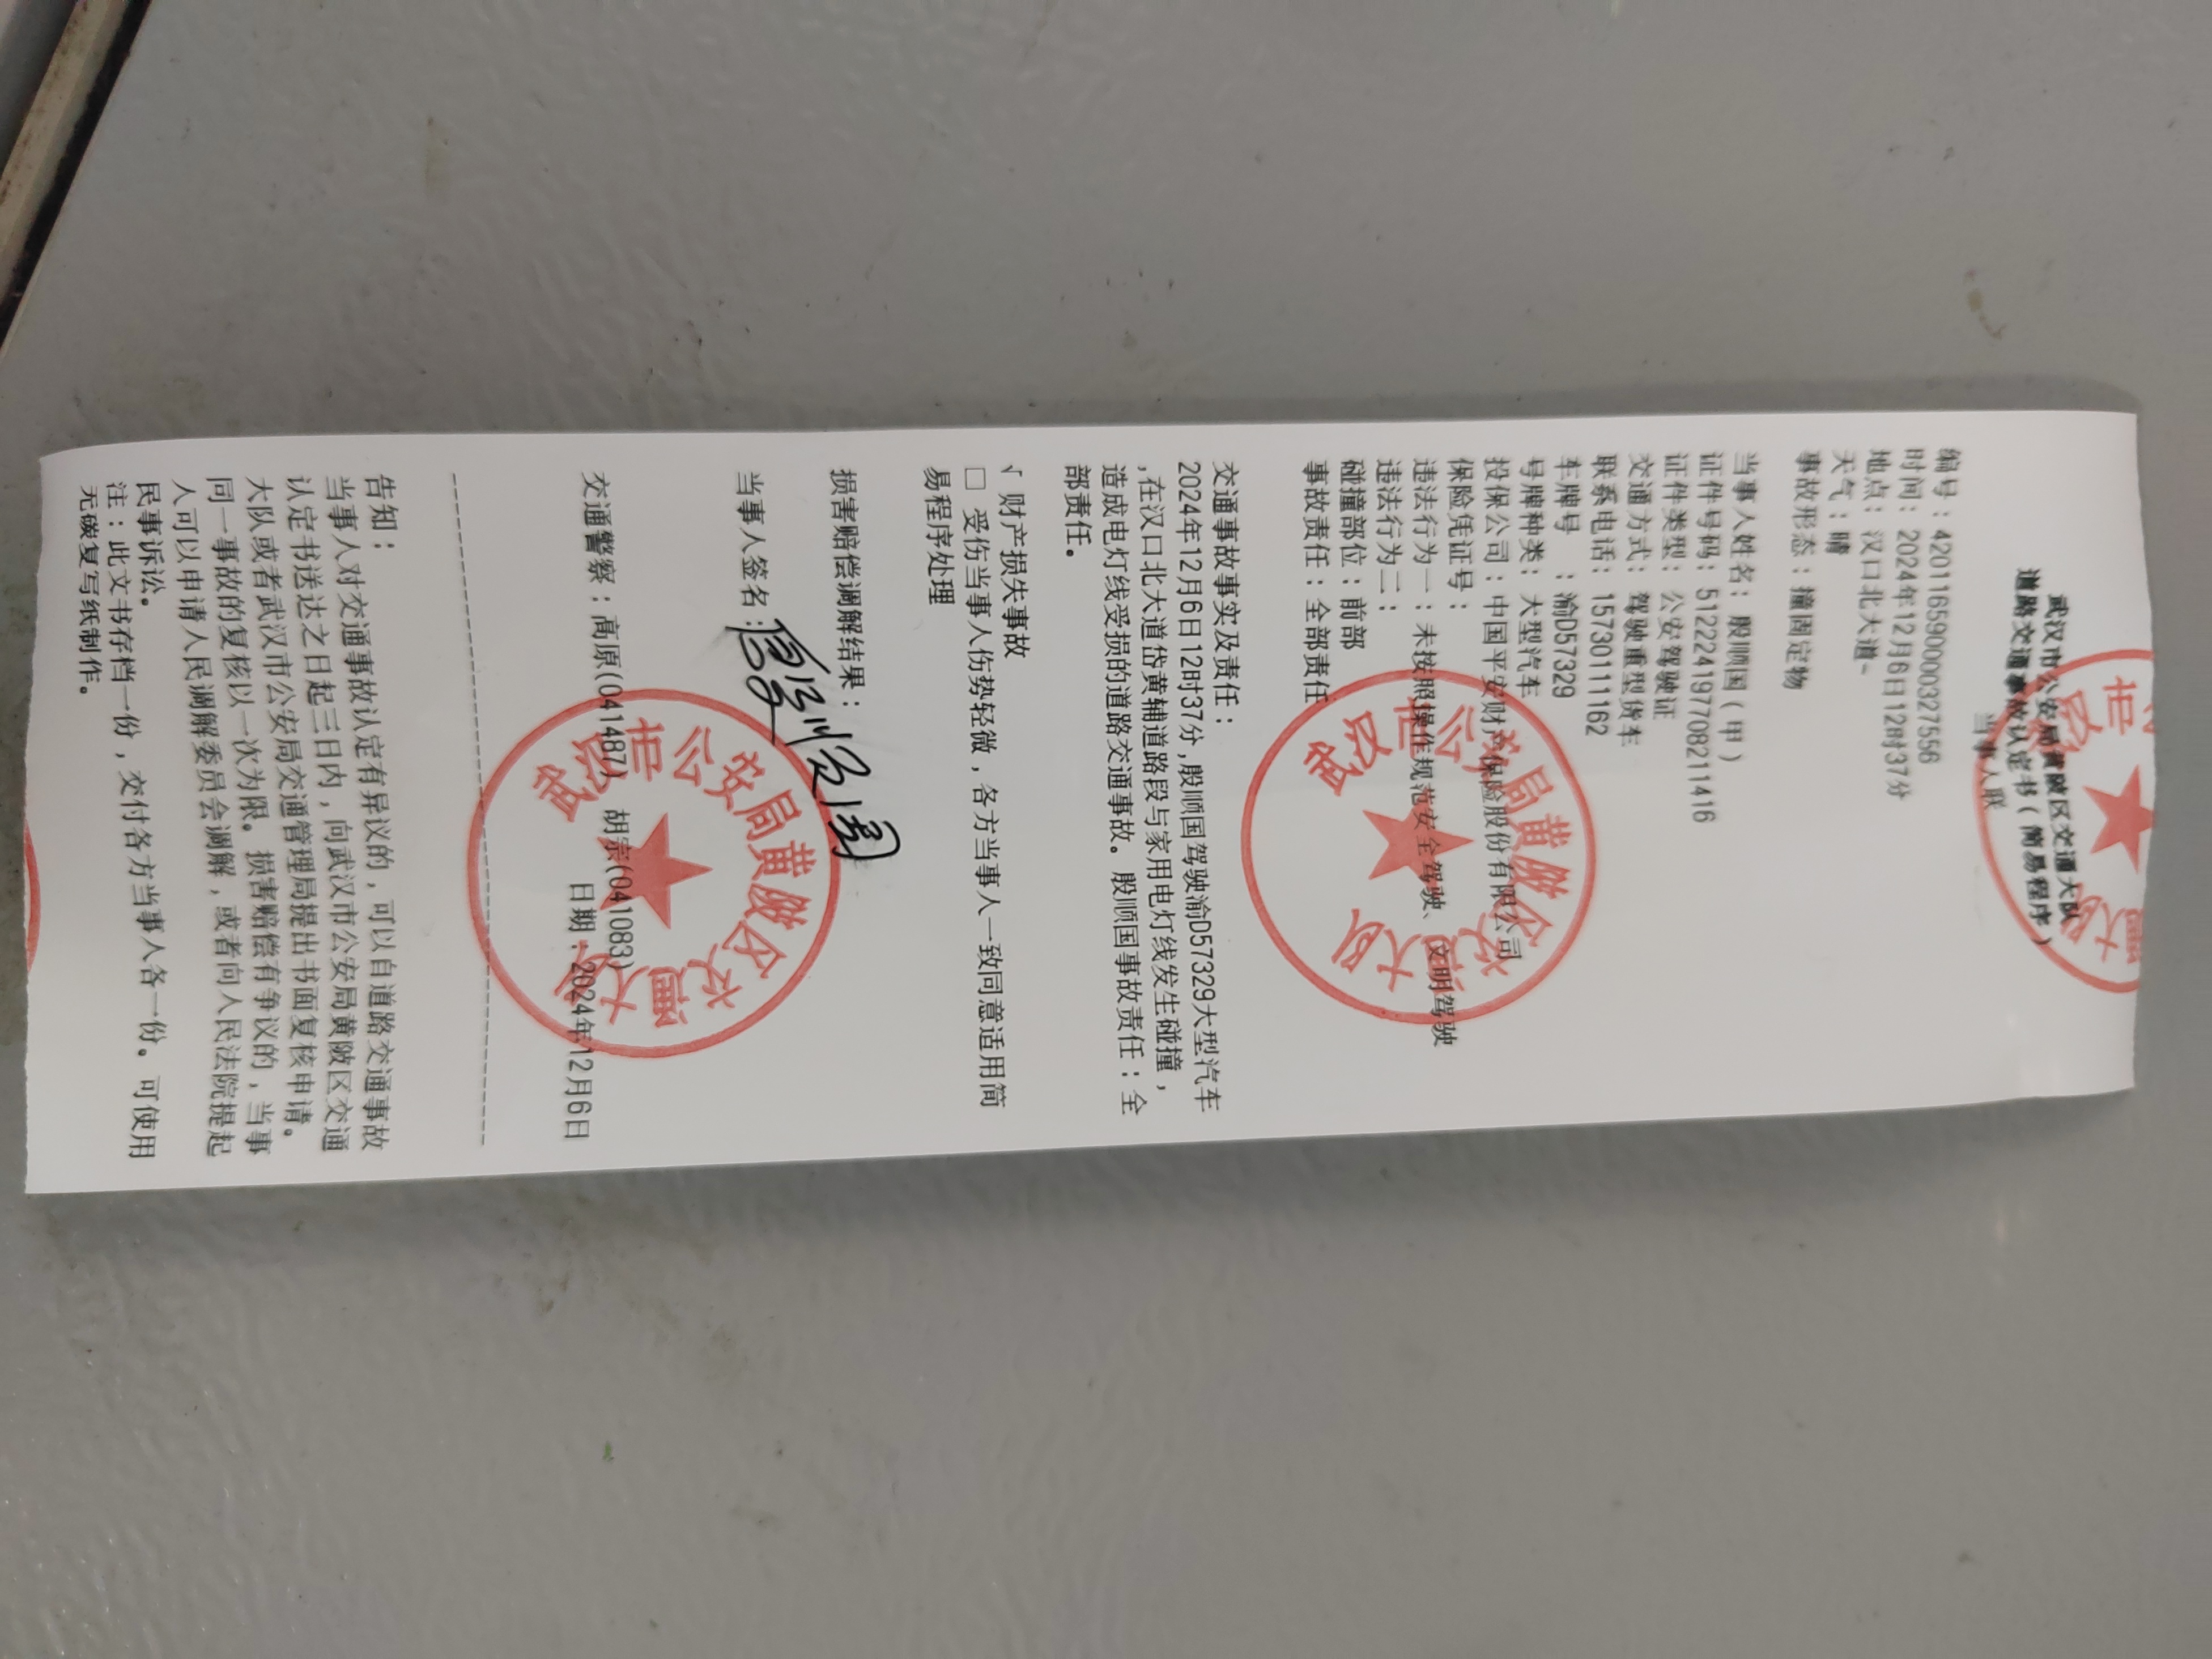 武汉市公安局黄陂区交通大队
道路交通事故认定书（简易程序）
当事人联
编号：4201165900003275​56
时间：2024年12月6日12时37分
地点：汉口北大道-
天气：晴
事故形态：撞固定物
当事人姓名：殷顺国（甲）
证件号码：512224197708211416
证件类型：公安驾驶证
交通方式：驾驶重型货车
联系电话：15730111162
车牌号　：渝D57329
号牌种类：大型汽车
投保公司：中国平安财产保险股份有限公司
保险凭证号：
违法行为一：未按照操作规范安全驾驶、文明驾驶
违法行为二：
碰撞部位：前部
事故责任：全部责任
交通事故事实及责任：
2024年12月6日12时37分，殷顺国驾驶渝D57329大型汽车
，在汉口北大道岱黄辅道路段与家用电灯线发生碰撞，
造成电灯线受损的道路交通事故。殷顺国事故责任：全
部责任。
√ 财产损失事故
□ 受伤当事人伤势轻微，各方当事人一致同意适用简
易程序处理
损害赔偿调解结果：
当事人签名：
交通警察：高原(041487) 胡宗(041083)
日期：2024年12月6日
告知：
当事人对交通事故认定有异议的，可以自道路交通事故
认定书送达之日起三日内，向武汉市公安局黄陂区交通
大队或者武汉市公安局交通管理局提出书面复核申请。
同一事故的复核以一次为限。损害赔偿有争议的，当事
人可以申请人民调解委员会调解，或者向人民法院提起
民事诉讼。
注：此文书存档一份，交付各方当事人各一份。可使用
无碳复写纸制作。
武汉市公安局黄陂区交通大队
武汉市公安局黄陂区交通大队